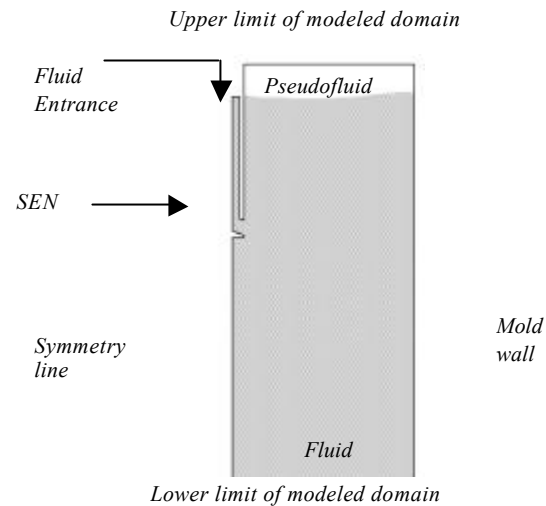 Upper limit of modeled domain
Fluid
Entrance
Pseudofluid
SEN
Symmetry
line
Mold
wall
Fluid
Lower limit of modeled domain